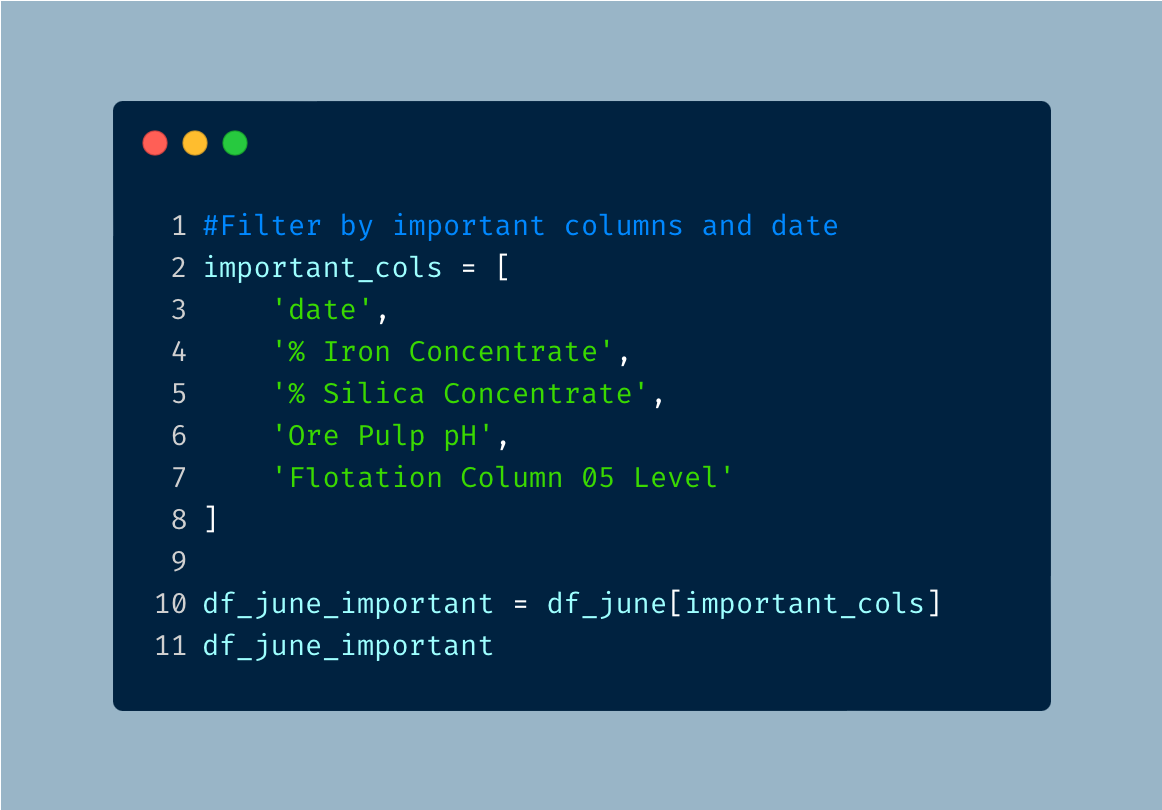 1 #Filter by important columns and date
2 important_cols = [
3     'date',
4     '% Iron Concentrate',
5     '% Silica Concentrate',
6     'Ore Pulp pH',
7     'Flotation Column 05 Level'
8 ]
9
10 df_june_important = df_june[important_cols]
11 df_june_important